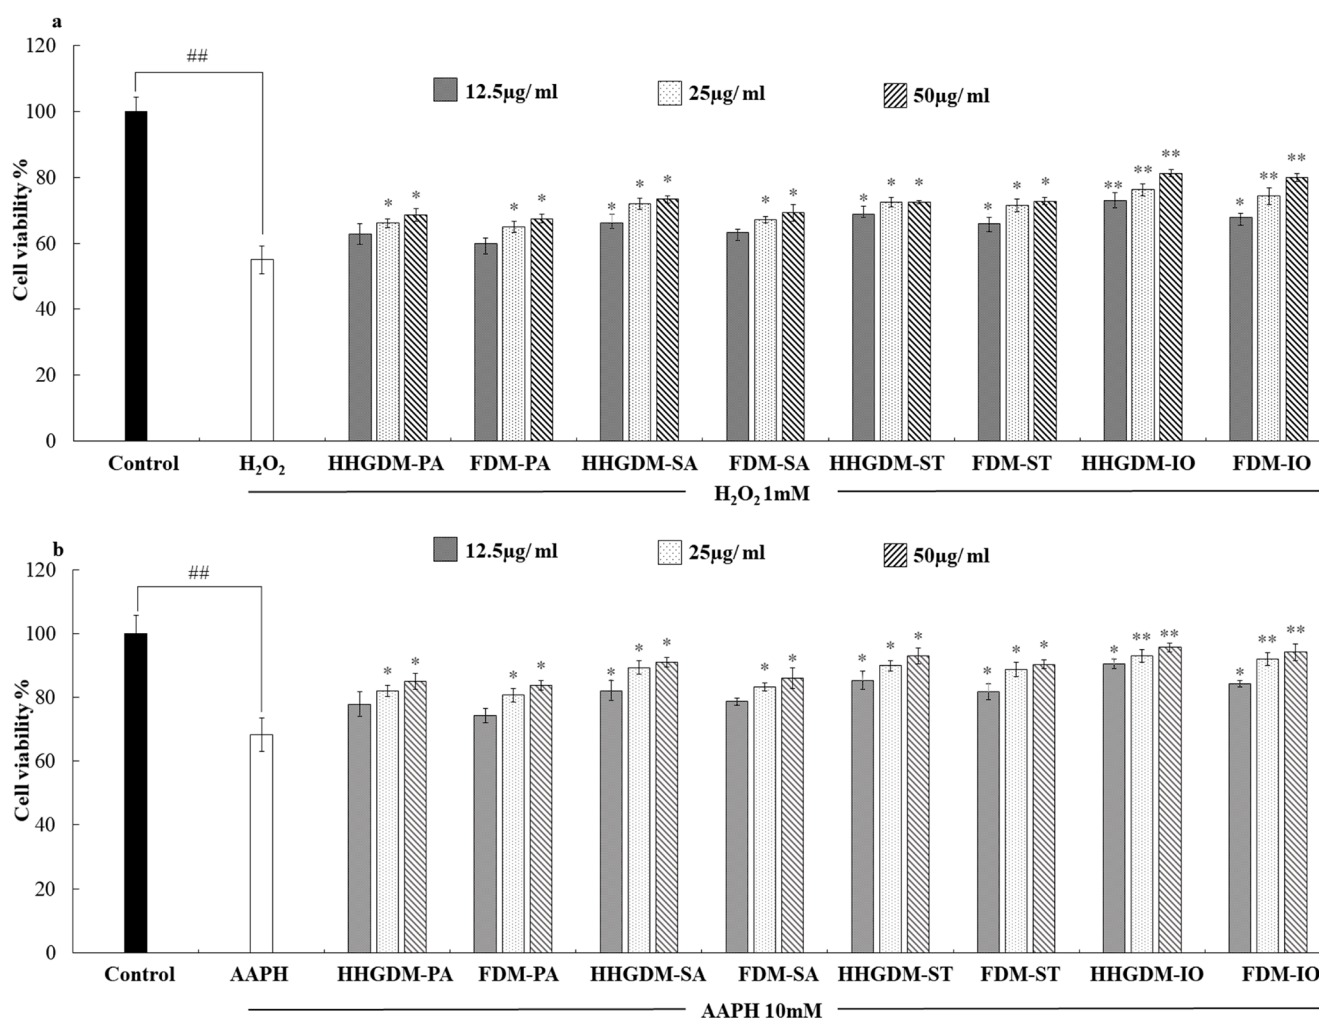 a
120
100
80
60
40
20
0
Cell viability %
##
12.5µg/ ml 25µg/ ml 50µg/ ml
* * * * * * * * * * * * * * * ** ** ** * ** **
Control H₂O₂ HHGDM-PA FDM-PA HHGDM-SA FDM-SA HHGDM-ST FDM-ST HHGDM-IO FDM-IO
H₂O₂ 1mM
b
120
100
80
60
40
20
0
Cell viability %
##
12.5µg/ ml 25µg/ ml 50µg/ ml
* * * * * * * * * * * * * * * * ** ** * ** **
Control AAPH HHGDM-PA FDM-PA HHGDM-SA FDM-SA HHGDM-ST FDM-ST HHGDM-IO FDM-IO
AAPH 10mM